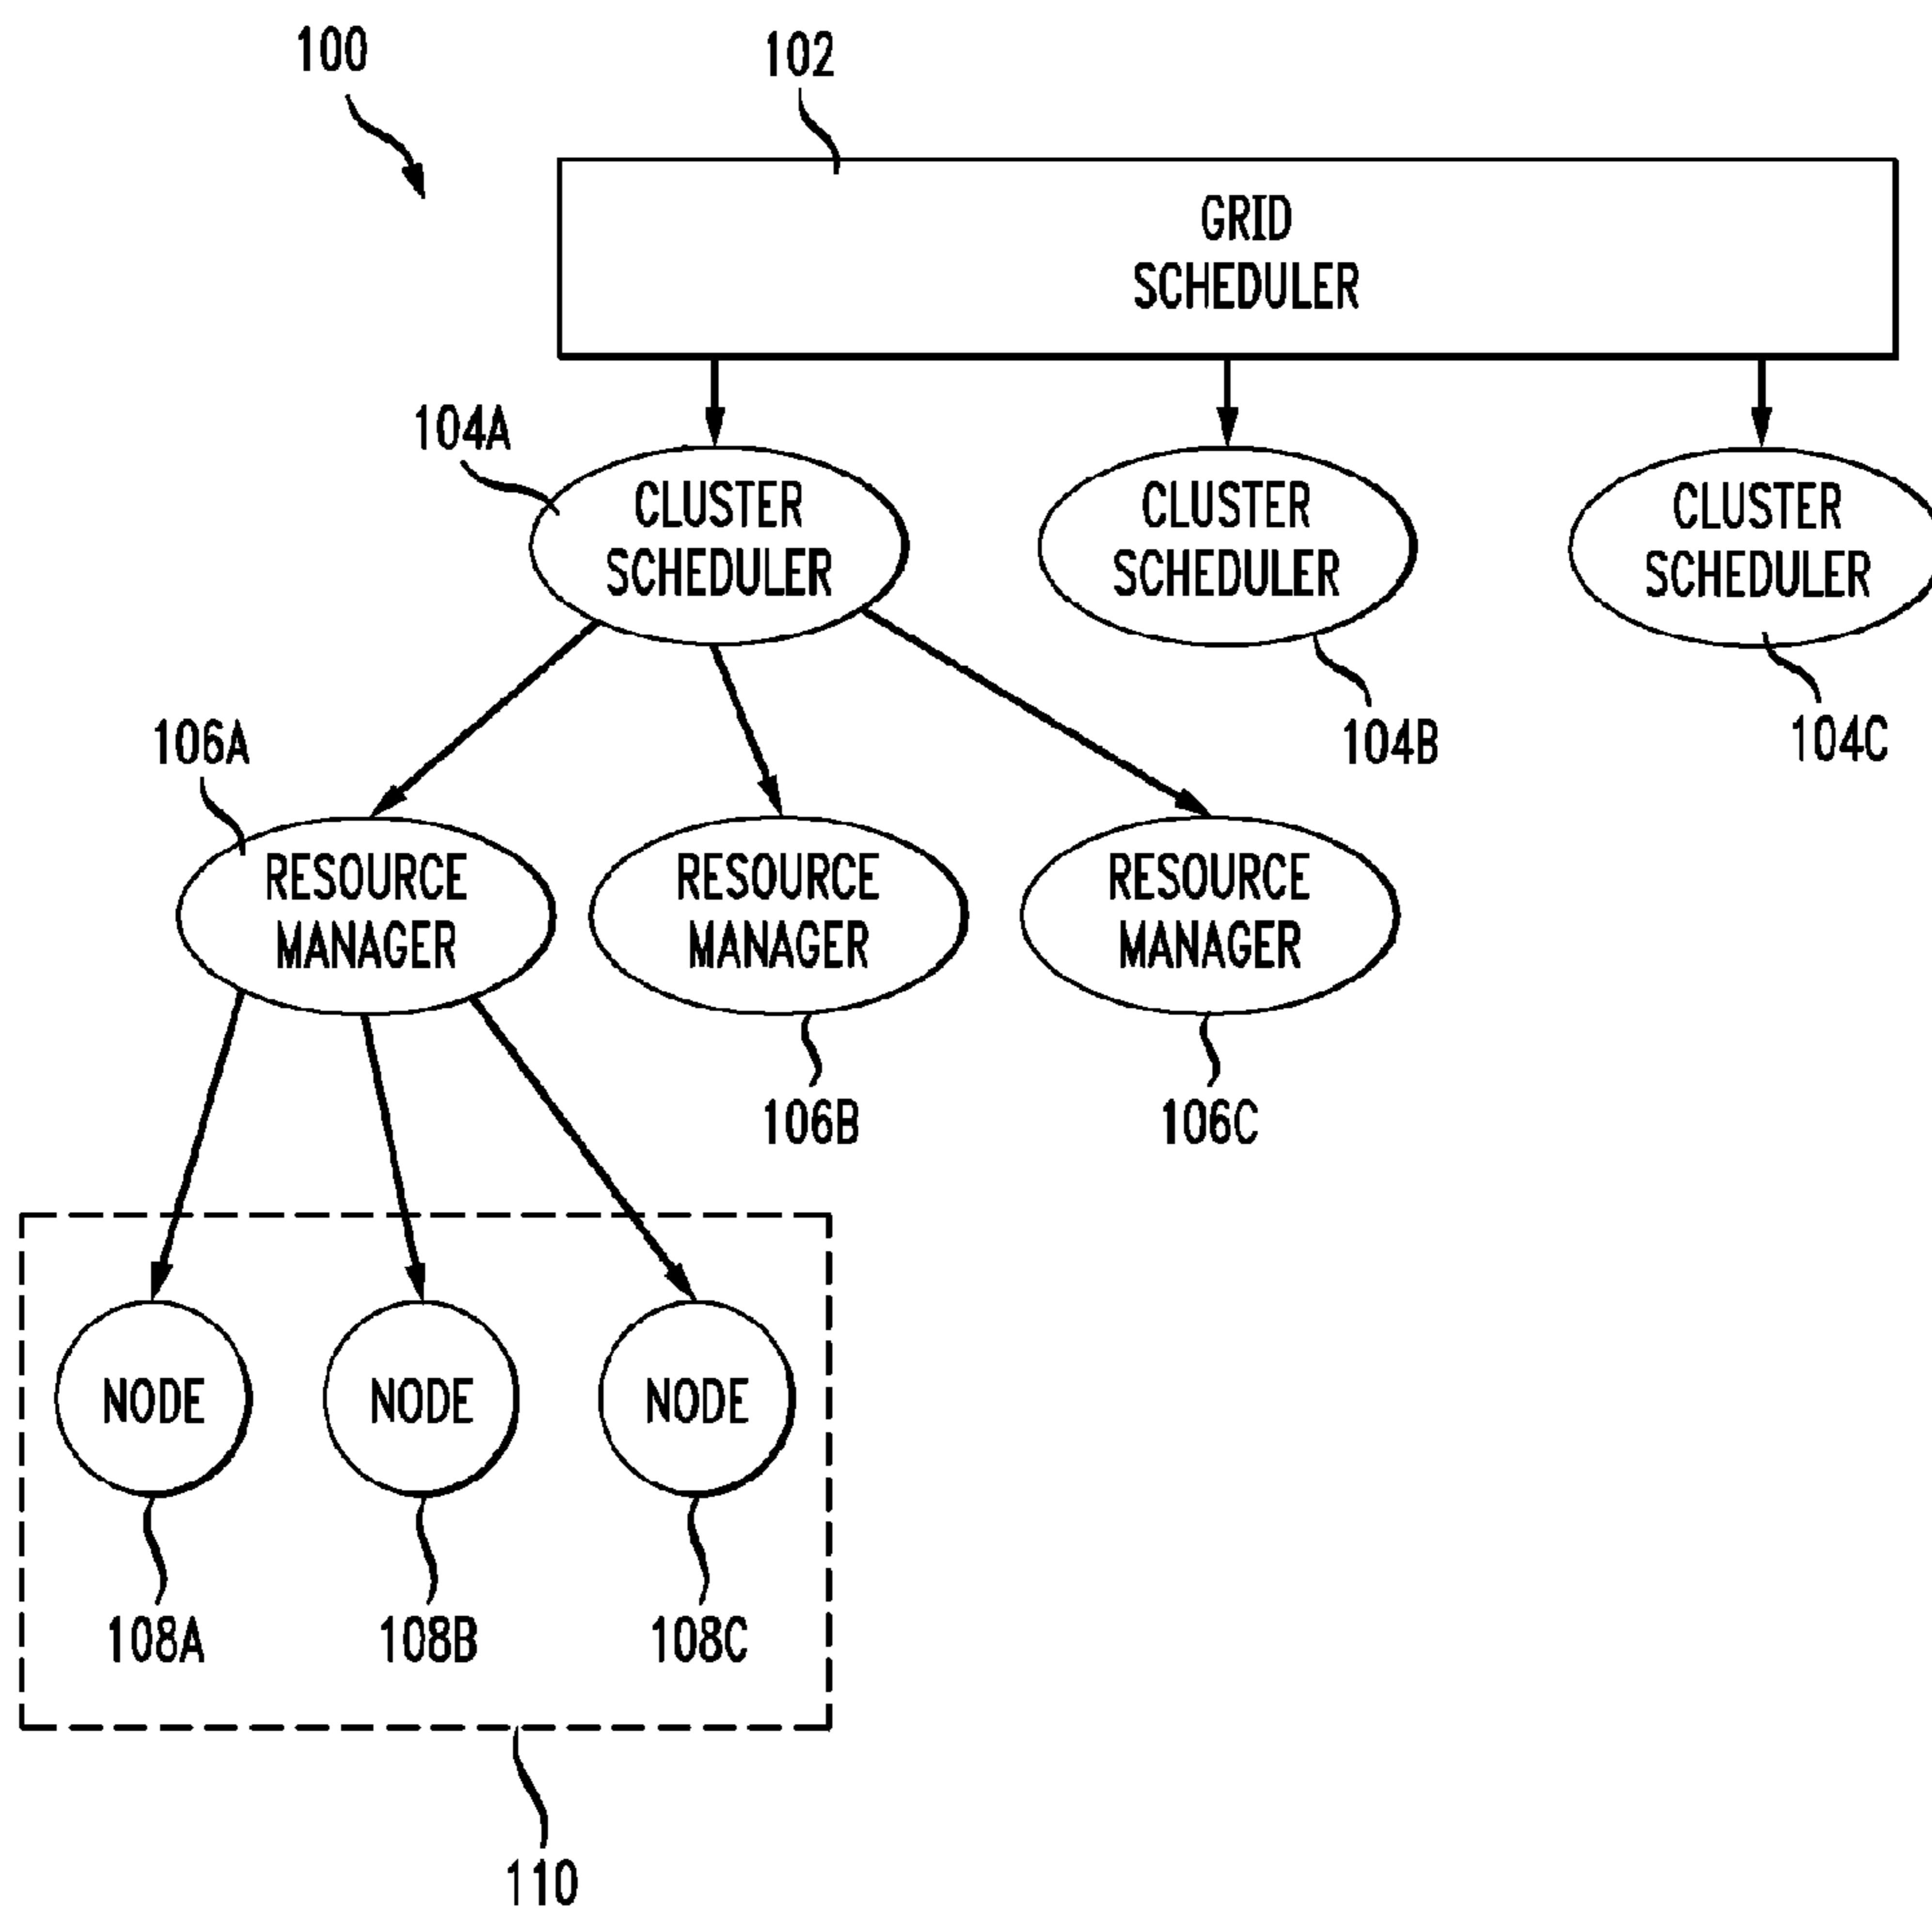 100
102
GRID
SCHEDULER
104A
CLUSTER
SCHEDULER
CLUSTER
SCHEDULER
CLUSTER
SCHEDULER
104B
104C
106A
RESOURCE
MANAGER
RESOURCE
MANAGER
RESOURCE
MANAGER
106B
106C
NODE
NODE
NODE
108A
108B
108C
110